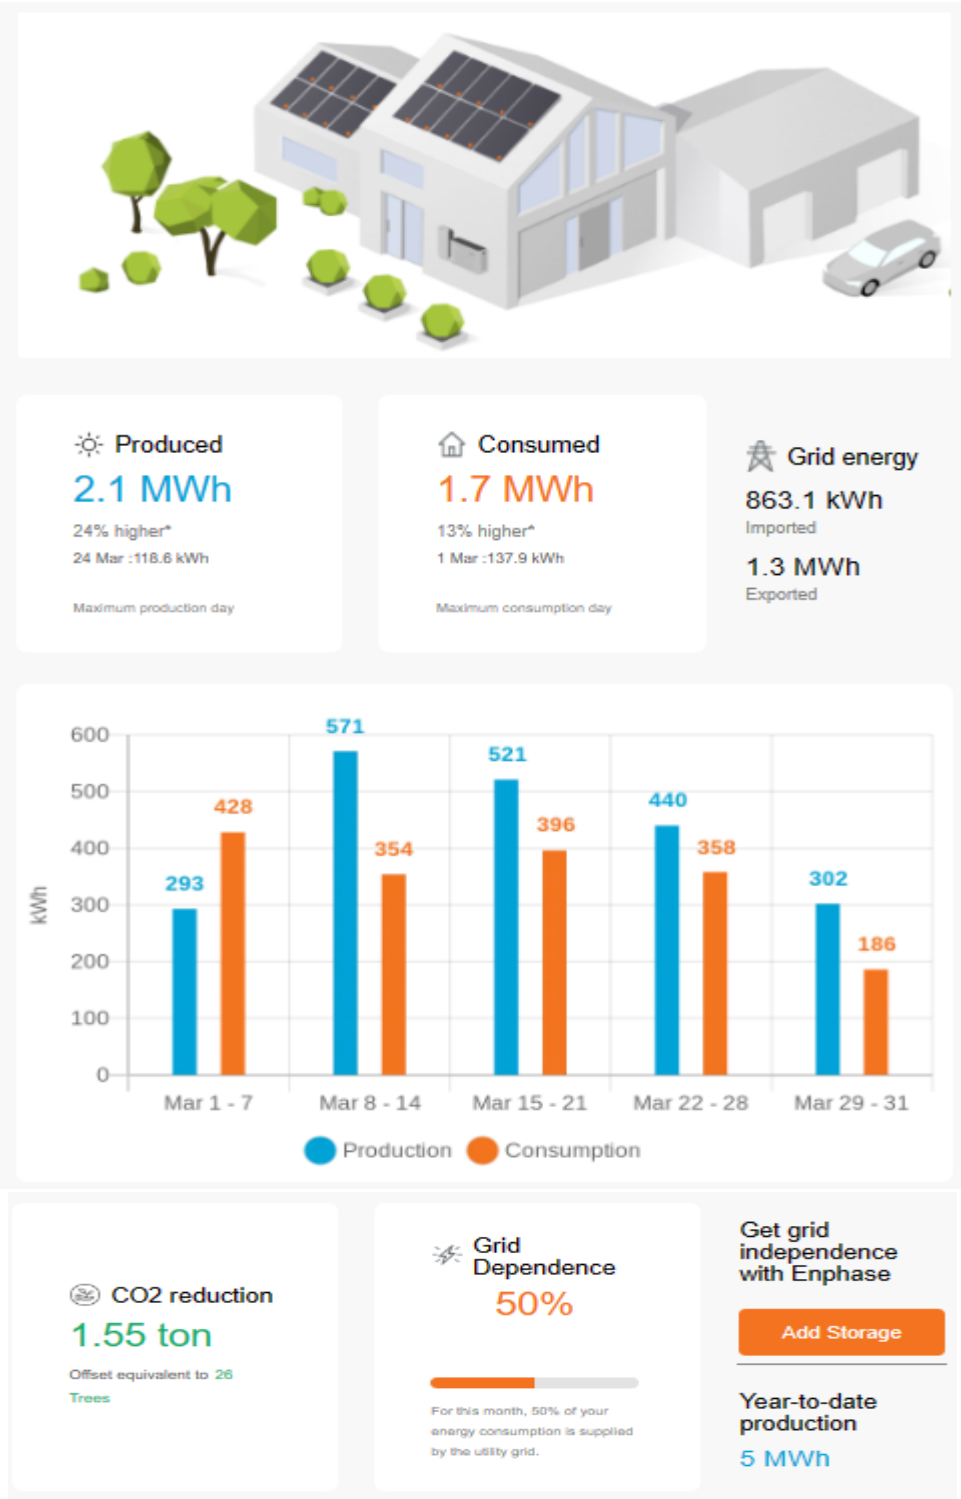 Produced
2.1 MWh
24% higher*
24 Mar :118.6 kWh
Maximum production day
Consumed
1.7 MWh
13% higher*
1 Mar :137.9 kWh
Maximum consumption day
Grid energy
863.1 kWh
Imported
1.3 MWh
Exported
kWh
600
500
400
300
200
100
0
293
428
571
354
521
396
440
358
302
186
Mar 1 - 7
Mar 8 - 14
Mar 15 - 21
Mar 22 - 28
Mar 29 - 31
Production
Consumption
CO2 reduction
1.55 ton
Offset equivalent to 26
Trees
Grid
Dependence
50%
For this month, 50% of your
energy consumption is supplied
by the utility grid.
Get grid
independence
with Enphase
Add Storage
Year-to-date
production
5 MWh